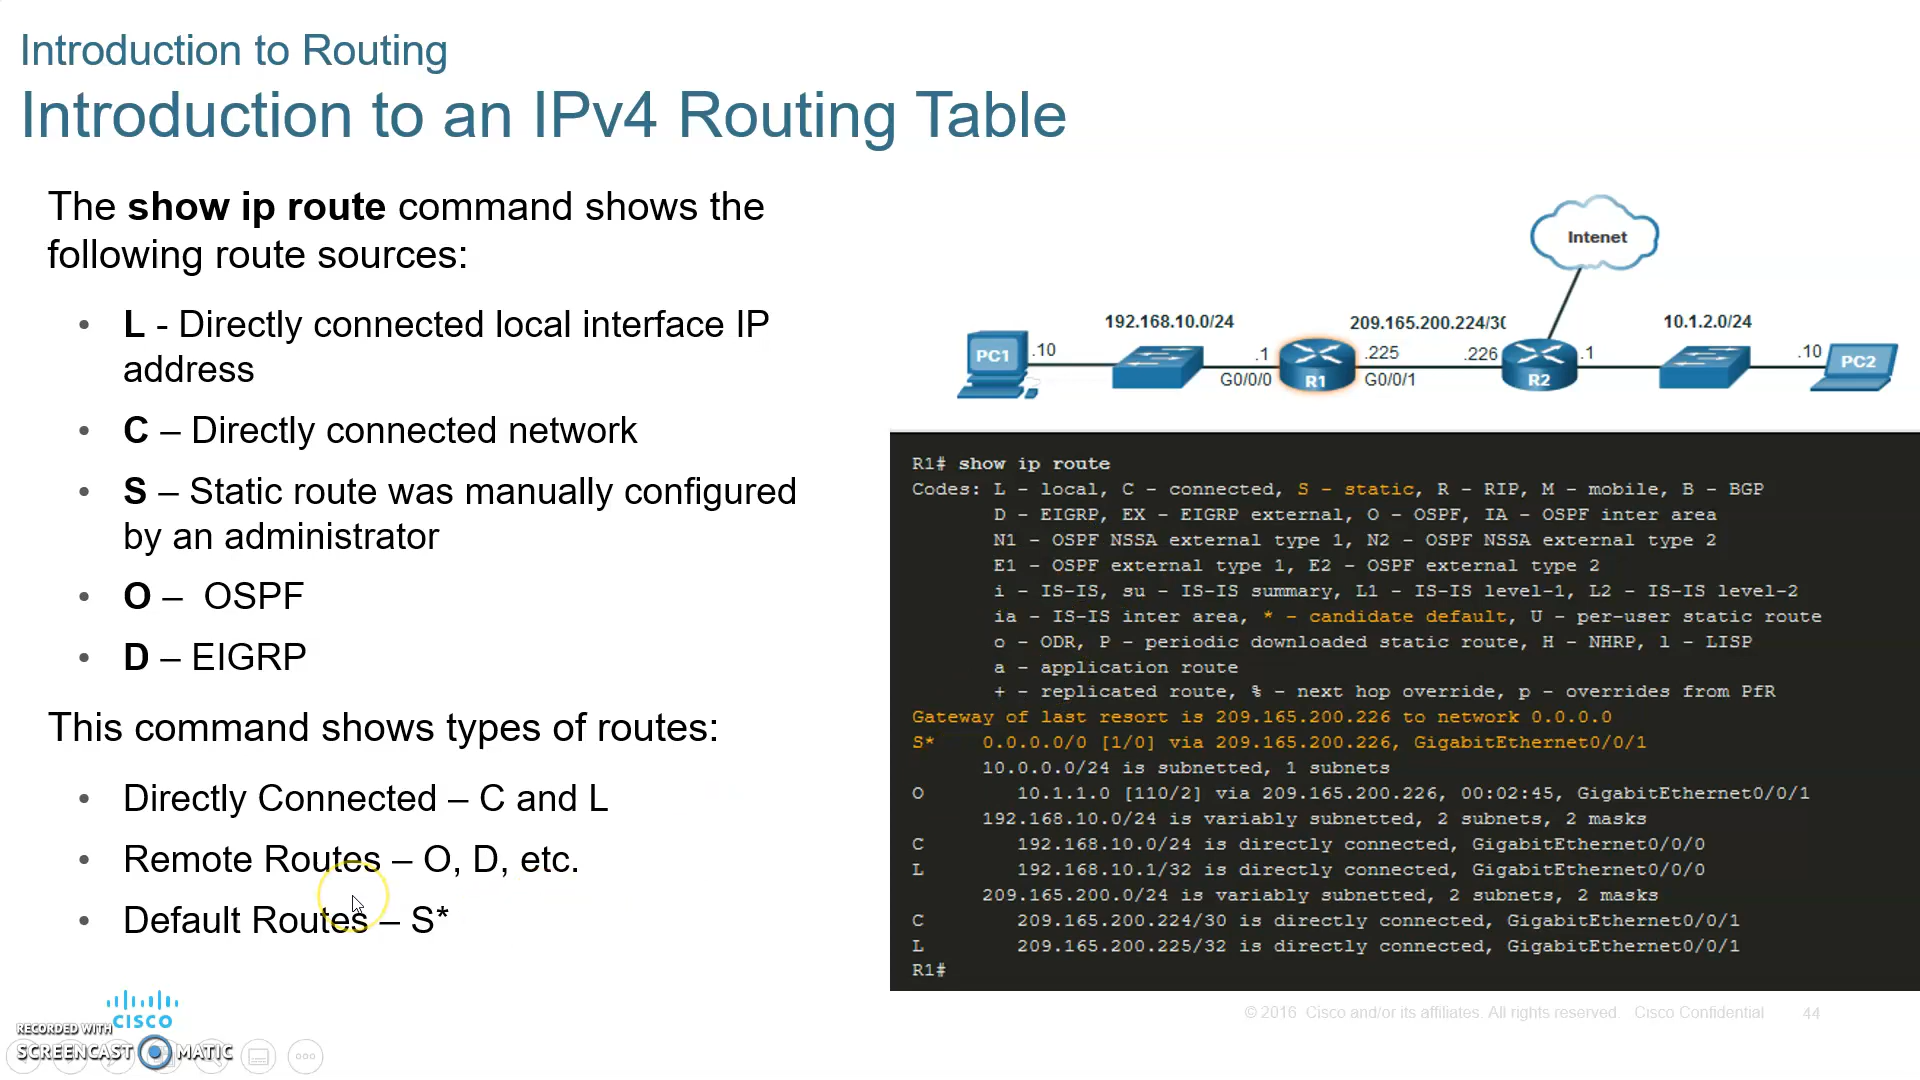 Introduction to Routing
Introduction to an IPv4 Routing Table
The show ip route command shows the
following route sources:
• L - Directly connected local interface IP
address
• C – Directly connected network
• S – Static route was manually configured
by an administrator
• O – OSPF
• D – EIGRP
This command shows types of routes:
• Directly Connected – C and L
• Remote Routes – O, D, etc.
• Default Routes – S*
Intenet
192.168.10.0/24
209.165.200.224/30
10.1.2.0/24
PC1
.10
.1
G0/0/0
R1
.225
G0/0/1
.226
R2
.1
.10
PC2
R1# show ip route
Codes: L - local, C - connected, S - static, R - RIP, M - mobile, B - BGP
D - EIGRP, EX - EIGRP external, O - OSPF, IA - OSPF inter area
N1 - OSPF NSSA external type 1, N2 - OSPF NSSA external type 2
E1 - OSPF external type 1, E2 - OSPF external type 2
i - IS-IS, su - IS-IS summary, L1 - IS-IS level-1, L2 - IS-IS level-2
ia - IS-IS inter area, * - candidate default, U - per-user static route
o - ODR, P - periodic downloaded static route, H - NHRP, l - LISP
a - application route
+ - replicated route, % - next hop override, p - overrides from PfR
Gateway of last resort is 209.165.200.226 to network 0.0.0.0
S* 0.0.0.0/0 [1/0] via 209.165.200.226, GigabitEthernet0/0/1
10.0.0.0/24 is subnetted, 1 subnets
O 10.1.1.0 [110/2] via 209.165.200.226, 00:02:45, GigabitEthernet0/0/1
192.168.10.0/24 is variably subnetted, 2 subnets, 2 masks
C 192.168.10.0/24 is directly connected, GigabitEthernet0/0/0
L 192.168.10.1/32 is directly connected, GigabitEthernet0/0/0
209.165.200.0/24 is variably subnetted, 2 subnets, 2 masks
C 209.165.200.224/30 is directly connected, GigabitEthernet0/0/1
L 209.165.200.225/32 is directly connected, GigabitEthernet0/0/1
R1#
CISCO
RECORDED WITH
SCREENCAST MATIC
© 2016 Cisco and/or its affiliates. All rights reserved. Cisco Confidential 44